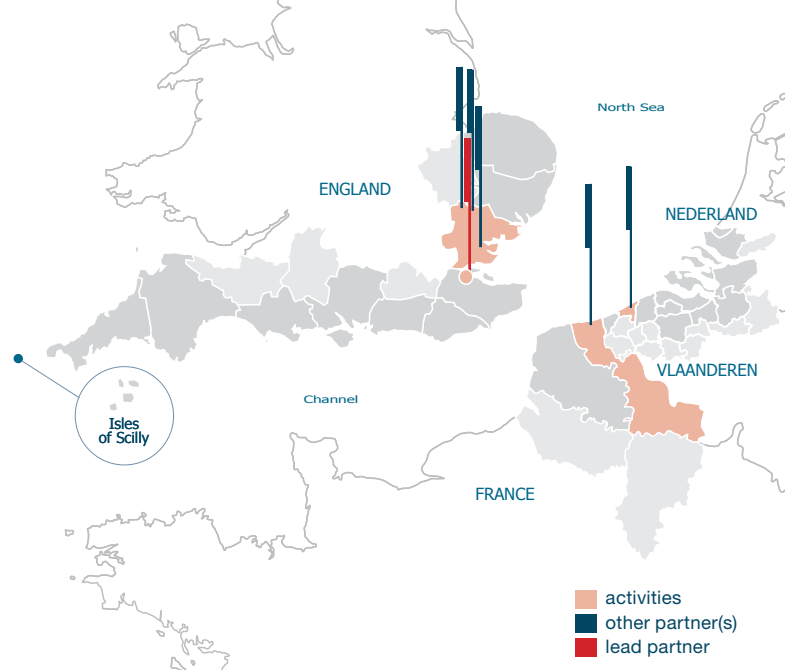 North Sea
ENGLAND
NEDERLAND
VLAANDEREN
Channel
Isles
of Scilly
FRANCE
activities
other partner(s)
lead partner